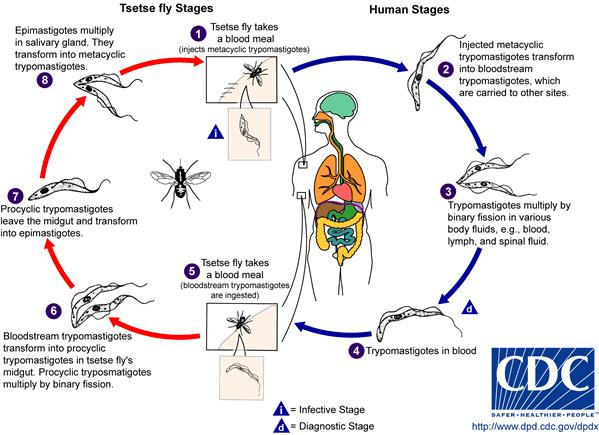 Tsetse fly Stages
Human Stages
1
Tsetse fly takes
a blood meal
(injects metacyclic trypomastigotes)
i
2
Injected metacyclic
trypomastigotes transform
into bloodstream
trypomastigotes, which
are carried to other sites.
3
Trypomastigotes multiply by
binary fission in various
body fluids, e.g., blood,
lymph, and spinal fluid.
d
4
Trypomastigotes in blood
5
Tsetse fly takes
a blood meal
(bloodstream trypomastigotes
are ingested)
6
Bloodstream trypomastigotes
transform into procyclic
trypomastigotes in tsetse fly's
midgut. Procyclic tryposmatigotes
multiply by binary fission.
7
Procyclic trypomastigotes
leave the midgut and transform
into epimastigotes.
8
Epimastigotes multiply
in salivary gland. They
transform into metacyclic
trypomastigotes.
i = Infective Stage
d = Diagnostic Stage
CDC
SAFER·HEALTHIER·PEOPLE™
http://www.dpd.cdc.gov/dpdx